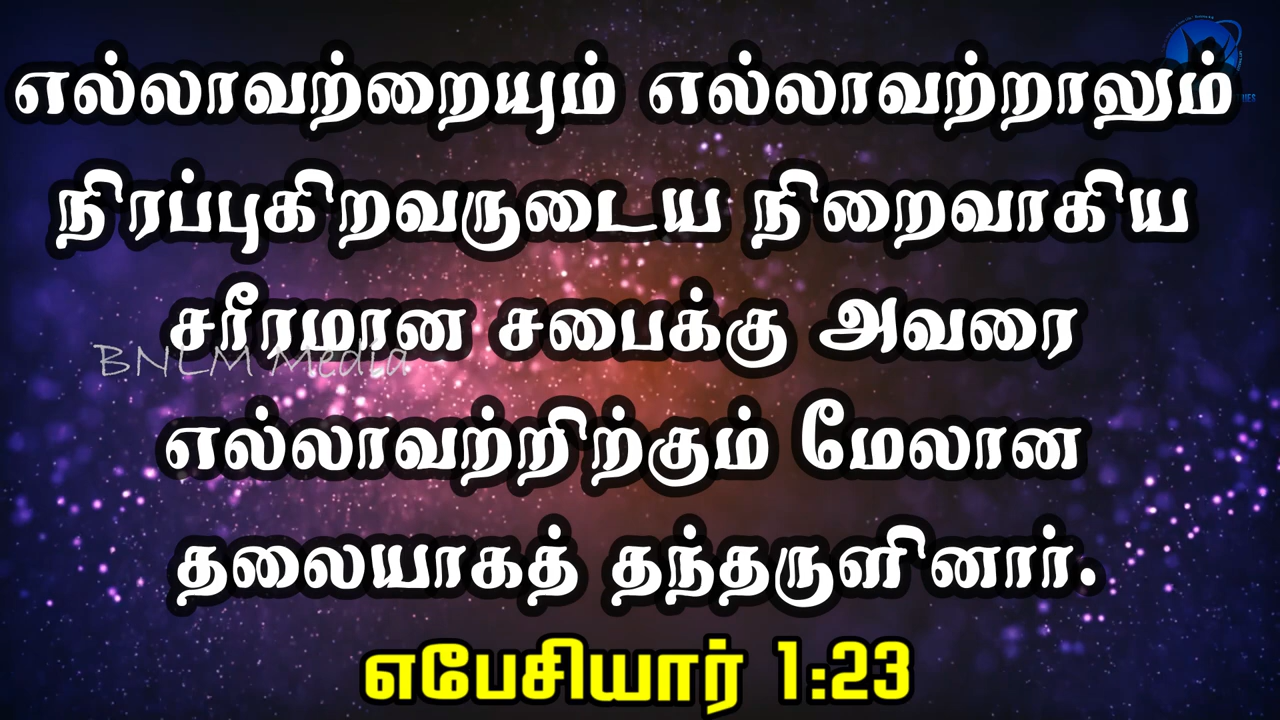 எல்லாவற்றையும் எல்லாவற்றாலும்
நிரப்புகிறவருடைய நிறைவாகிய
சரீரமான சபைக்கு அவரை
BNLM Media
எல்லாவற்றிற்கும் மேலான
தலையாகத் தந்தருளினார்.
எபேசியார் 1:23